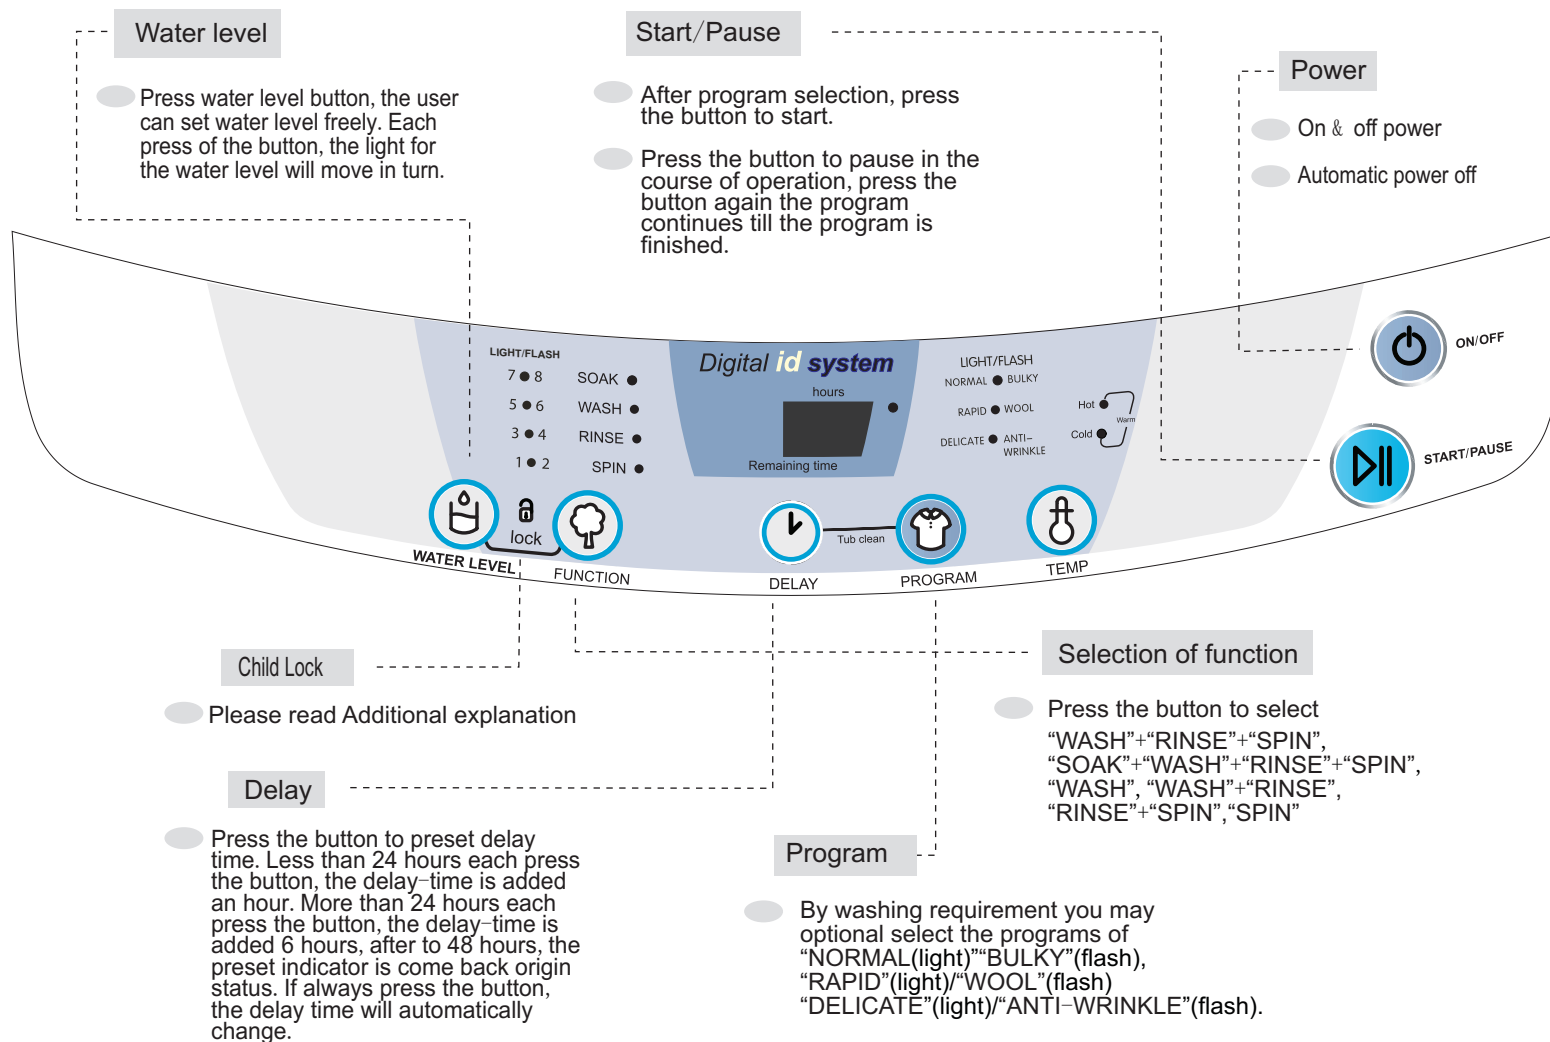 Water level
Press water level button, the user
can set water level freely. Each
press of the button, the light for
the water level will move in turn.
Start/Pause
After program selection, press
the button to start.
Press the button to pause in the
course of operation, press the
button again the program
continues till the program is
finished.
Power
On & off power
Automatic power off
LIGHT/FLASH
7 8 SOAK
5 6 WASH
3 4 RINSE
1 2 SPIN
lock
WATER LEVEL
FUNCTION
Digital id system
hours
Remaining time
DELAY
Tub clean
PROGRAM
LIGHT/FLASH
NORMAL BULKY
RAPID WOOL
DELICATE ANTI-
WRINKLE
Hot
Warm
Cold
TEMP
ON/OFF
START/PAUSE
Child Lock
Please read Additional explanation
Delay
Press the button to preset delay
time. Less than 24 hours each press
the button, the delay-time is added
an hour. More than 24 hours each
press the button, the delay-time is
added 6 hours, after to 48 hours, the
preset indicator is come back origin
status. If always press the button,
the delay time will automatically
change.
Selection of function
Press the button to select
“WASH”+“RINSE”+“SPIN”,
“SOAK”+“WASH”+“RINSE”+“SPIN”,
“WASH”, “WASH”+“RINSE”,
“RINSE”+“SPIN”,“SPIN”
Program
By washing requirement you may
optional select the programs of
“NORMAL(light)”“BULKY”(flash),
“RAPID”(light)/“WOOL”(flash)
“DELICATE”(light)/“ANTI-WRINKLE”(flash).